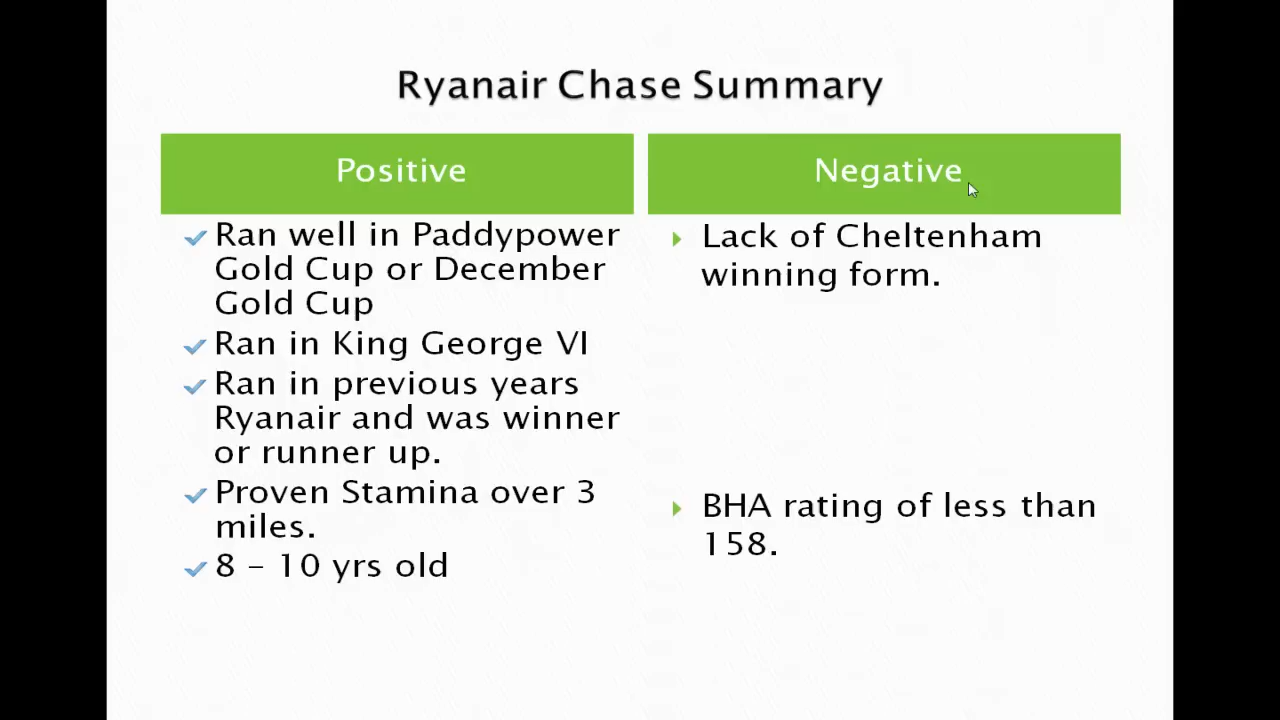 Ryanair Chase Summary
Positive
Ran well in Paddypower
Gold Cup or December
Gold Cup
Ran in King George VI
Ran in previous years
Ryanair and was winner
or runner up.
Proven Stamina over 3
miles.
8 – 10 yrs old
Negative
Lack of Cheltenham
winning form.
BHA rating of less than
158.